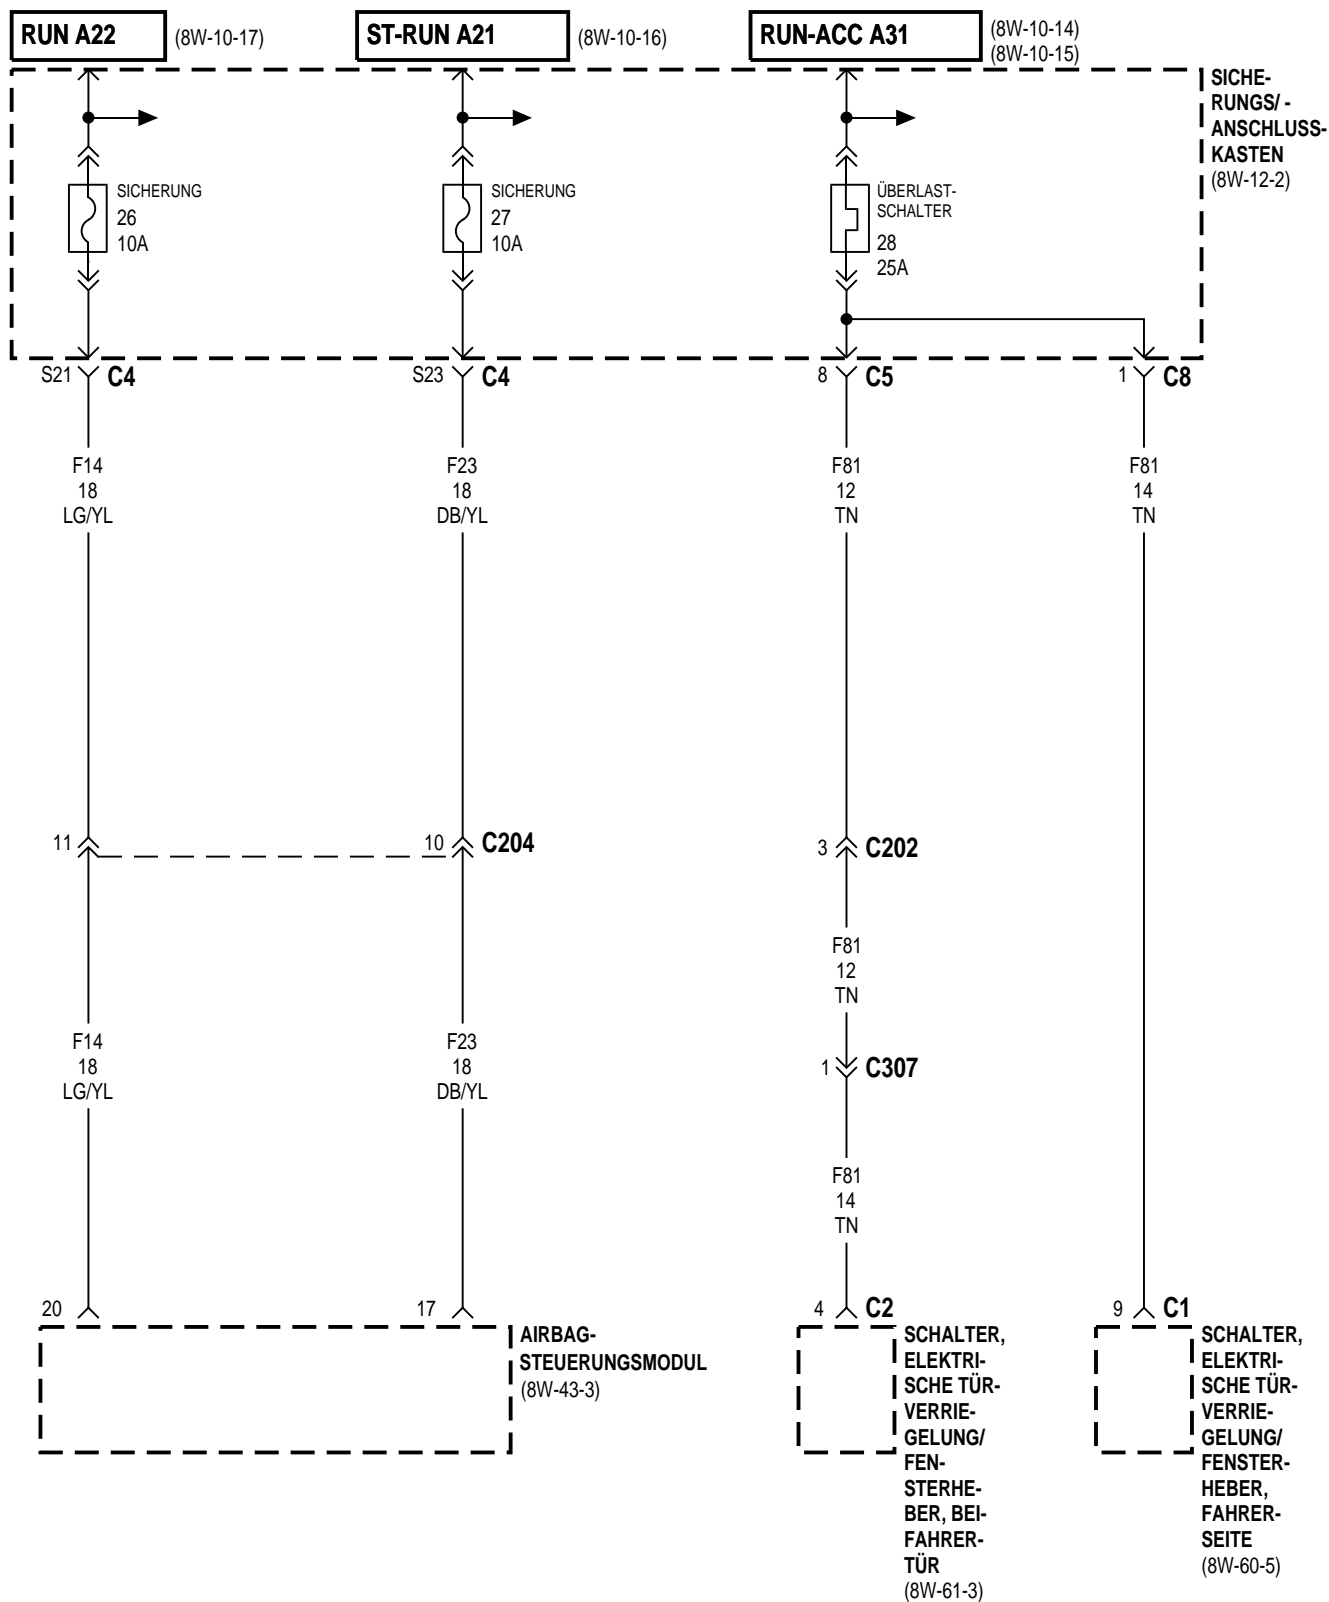 RUN A22
(8W-10-17)
ST-RUN A21
(8W-10-16)
RUN-ACC A31
(8W-10-14)
(8W-10-15)
SICHE-
RUNGS/ -
ANSCHLUSS-
KASTEN
(8W-12-2)
SICHERUNG
26
10A
SICHERUNG
27
10A
ÜBERLAST-
SCHALTER
28
25A
S21 C4
S23 C4
8 C5
1 C8
F14
18
LG/YL
F23
18
DB/YL
F81
12
TN
F81
14
TN
11
10 C204
3 C202
F81
12
TN
F14
18
LG/YL
F23
18
DB/YL
1 C307
F81
14
TN
20
17
4 C2
9 C1
AIRBAG-
STEUERUNGSMODUL
(8W-43-3)
SCHALTER,
ELEKTRI-
SCHE TÜR-
VERRIE-
GELUNG/
FEN-
STERHE-
BER, BEI-
FAHRER-
TÜR
(8W-61-3)
SCHALTER,
ELEKTRI-
SCHE TÜR-
VERRIE-
GELUNG/
FENSTER-
HEBER,
FAHRER-
SEITE
(8W-60-5)